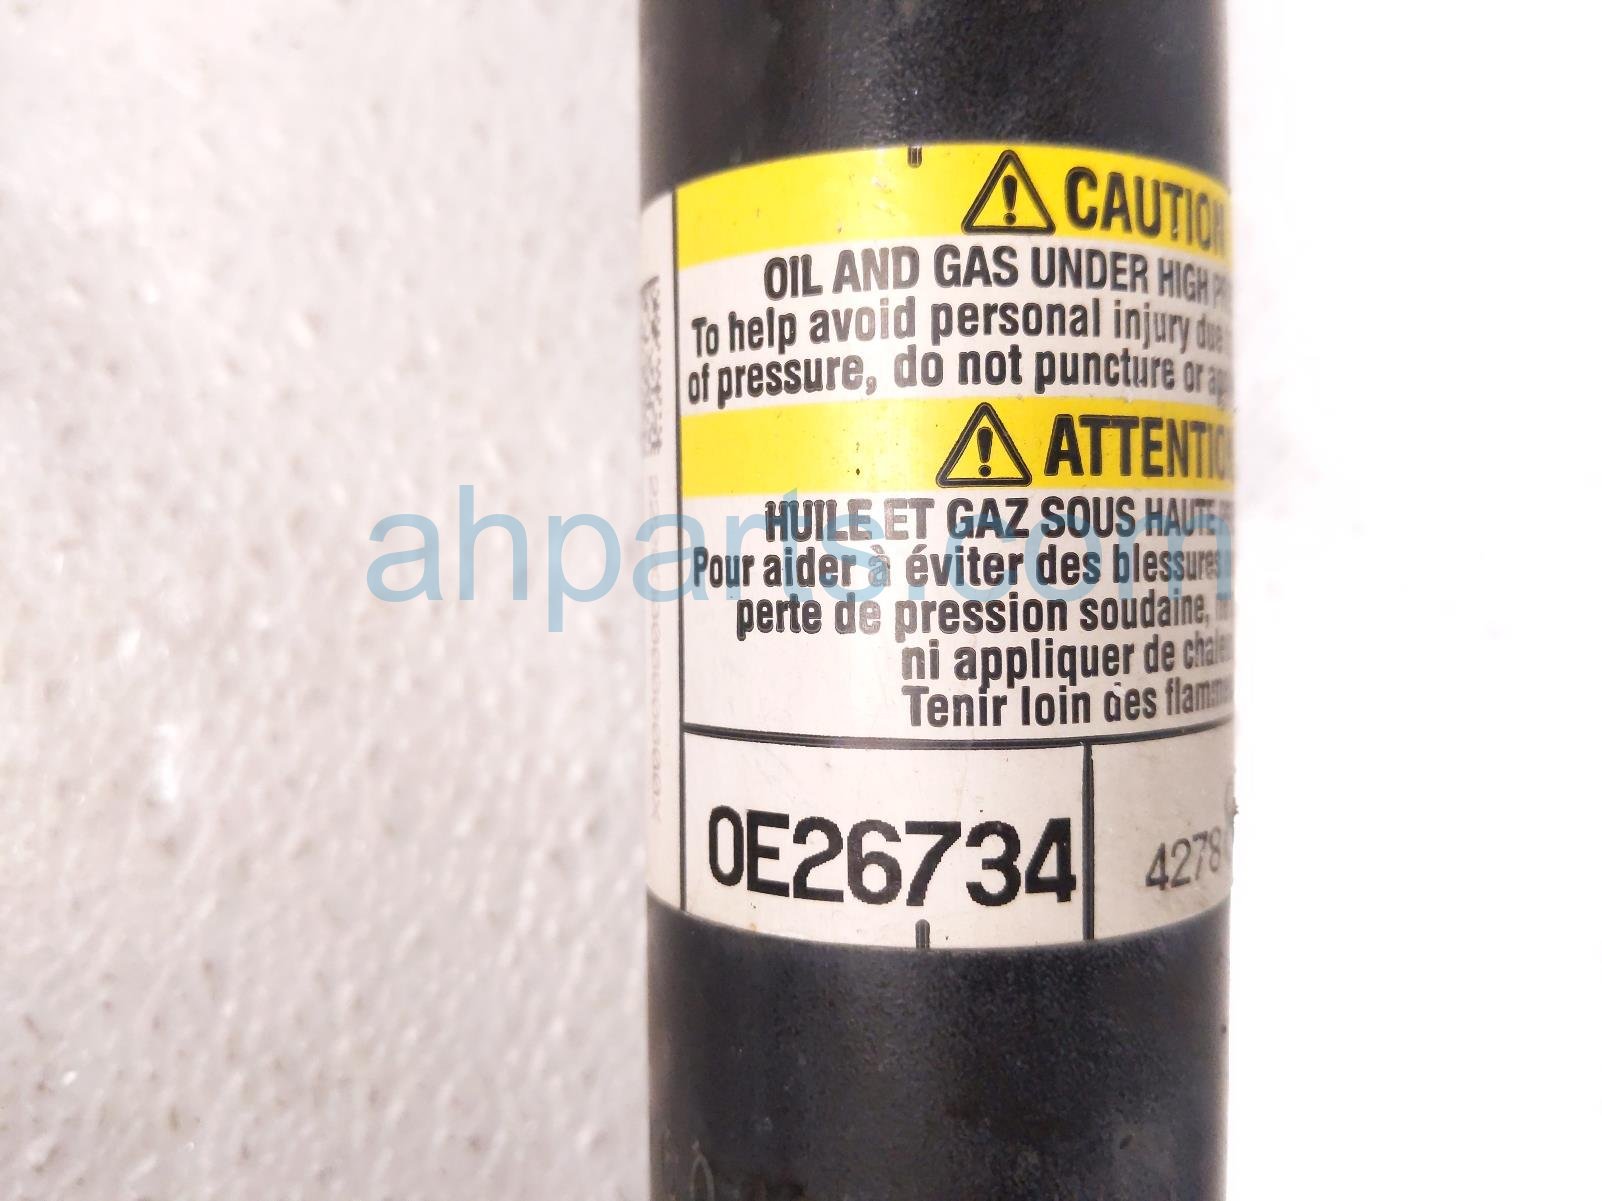 CAUTION
OIL AND GAS UNDER HIGH
To help avoid personal injury due
of pressure, do not puncture or
ATTENTIO
HUILE ET GAZ SOUS HAUTE
Pour aider à éviter des blessures
perte de pression soudaine,
ni appliquer de
Tenir loin des
0E26734
4278
ahparts.com